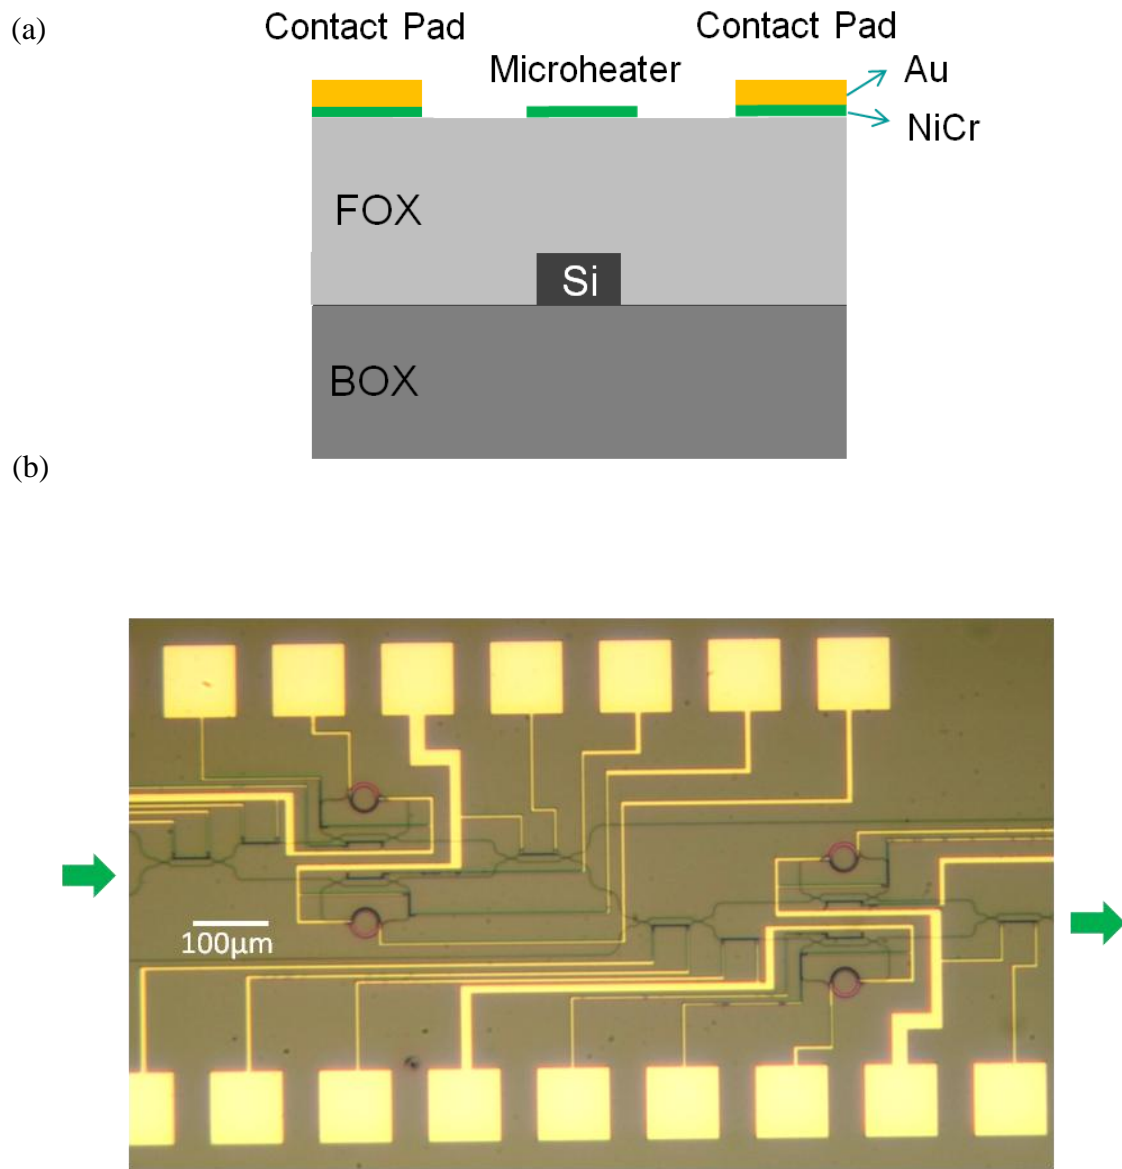 (a)
Contact Pad
Contact Pad
Microheater
Au
NiCr
FOX
Si
BOX
(b)
100μm